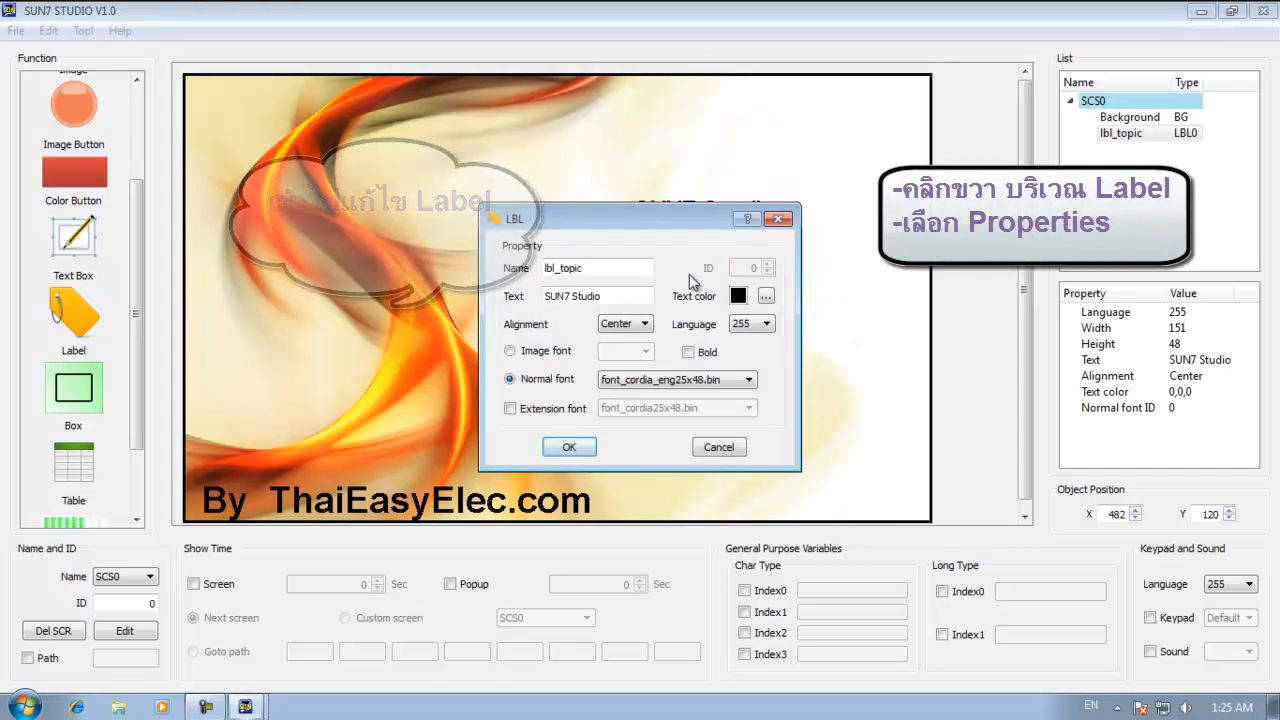 SUN7 STUDIO V1.0
File Edit Tool Help
Function
Image
Image Button
Color Button
Text Box
Label
Box
Table
-คลิกขวา บริเวณ Label
-เลือก Properties
LBL
Property
Name lbl_topic ID 0
Text SUN7 Studio Text color ...
Alignment Center Language 255
Image font Bold
Normal font font_cordia_eng25x48.bin
Extension font font_cordia25x48.bin
OK Cancel
By ThaiEasyElec.com
List
Name Type
SCS0
Background BG
lbl_topic LBL0
Property Value
Language 255
Width 151
Height 48
Text SUN7 Studio
Alignment Center
Text color 0,0,0
Normal font ID 0
Object Position
X 482 Y 120
Name and ID
Name SCS0
ID 0
Del SCR Edit
Path
Show Time
Screen 0 Sec Popup 0 Sec
Next screen Custom screen SCS0
Goto path
General Purpose Variables
Char Type Long Type
Index0 Index0
Index1
Index2 Index1
Index3
Keypad and Sound
Language 255
Keypad Default
Sound
EN 1:25 AM